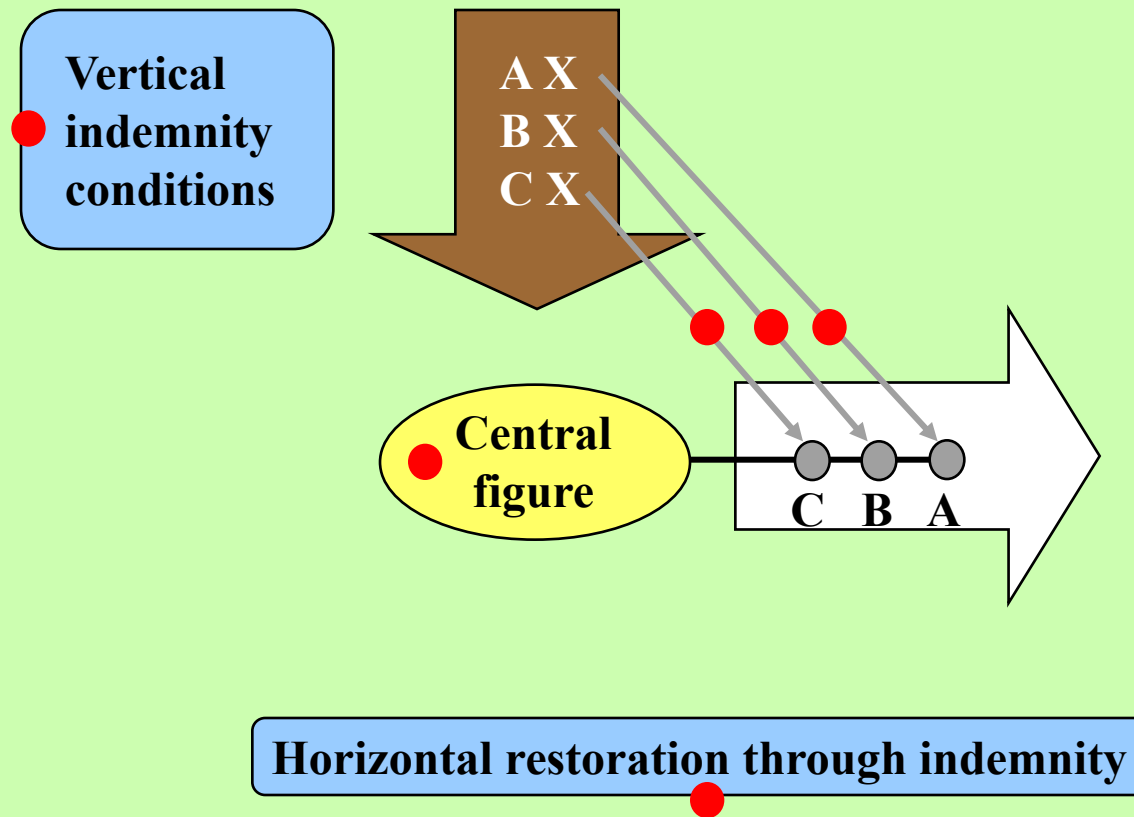 Vertical
indemnity
conditions
A X
B X
C X
Central
figure
C B A
Horizontal restoration through indemnity